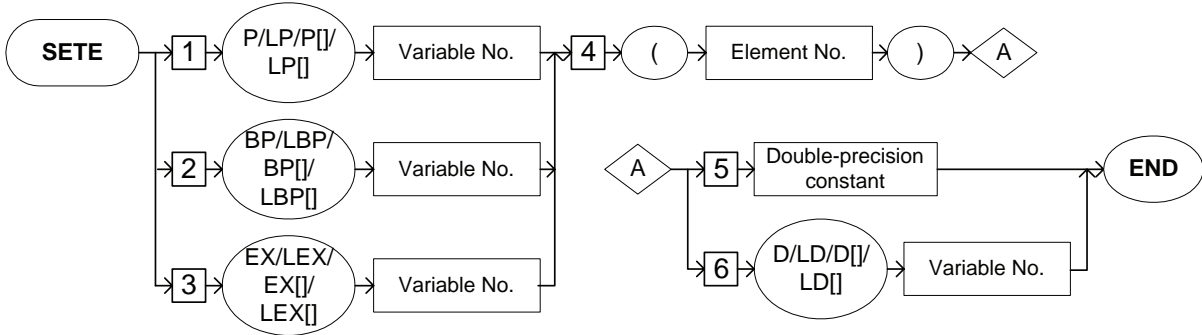 SETE
1
P/LP/P[]/
LP[]
Variable No.
4
(
Element No.
)
A
2
BP/LBP/
BP[]/
LBP[]
Variable No.
3
EX/LEX/
EX[]/
LEX[]
Variable No.
A
5
Double-precision
constant
END
6
D/LD/D[]/
LD[]
Variable No.